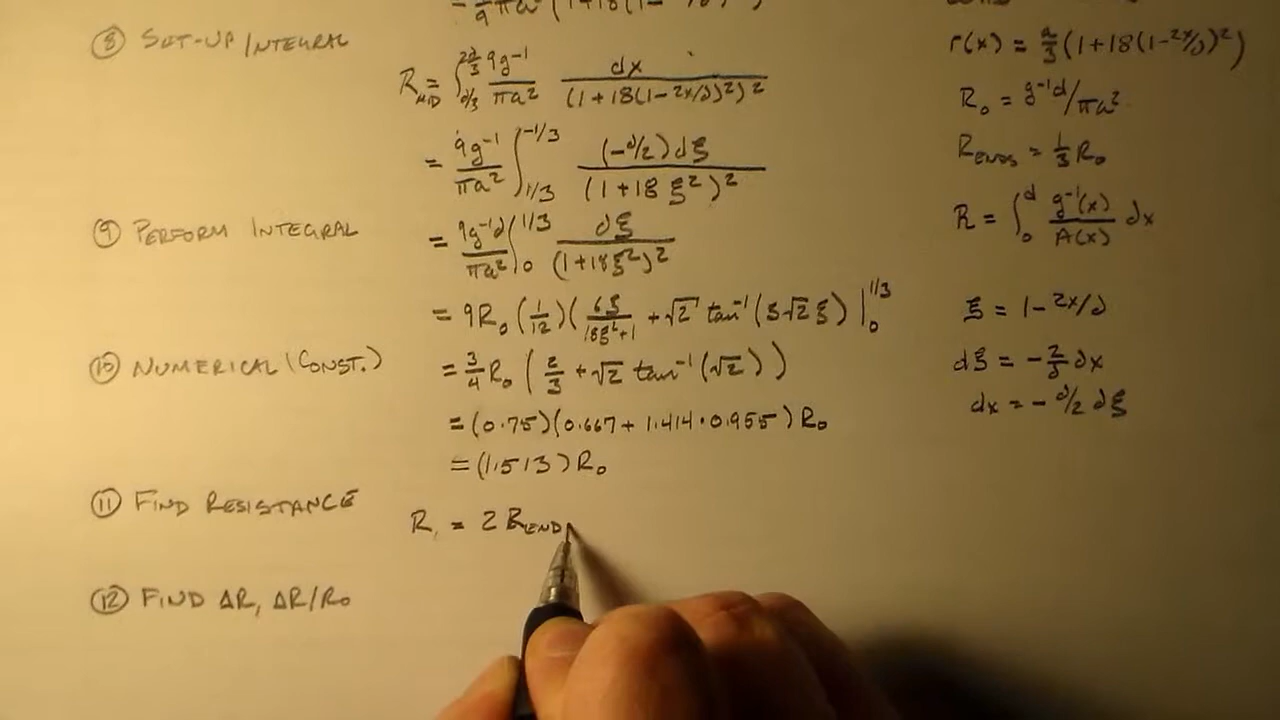 ⑧ SET-UP INTEGRAL
R_MID = ∫_{d/3}^{2d/3} 9g⁻¹/πa² dx/(1+18(1-2x/d)²)²
= 9g⁻¹/πa² ∫_{1/3}^{-1/3} (-d/2)dξ/(1+18ξ²)²
⑨ PERFORM INTEGRAL
= 9g⁻¹d/πa² ∫_0^{1/3} dξ/(1+18ξ²)²
= 9R₀(1/12)(6ξ/18ξ²+1 + √2 tan⁻¹(3√2ξ)|_0^{1/3}
⑩ NUMERICAL (CONST.)
= 3/4 R₀(2/3 + √2 tan⁻¹(√2))
= (0.75)(0.667 + 1.414·0.955)R₀
= (1.513)R₀
⑪ FIND RESISTANCE
R₁ = 2R_END
⑫ FIND ΔR, ΔR/R₀
r(x) = a/3(1+18(1-2x/d)²)
R₀ = g⁻¹d/πa²
R_ENDS = 1/3 R₀
R = ∫_0^d g⁻¹(x)/A(x) dx
ξ = 1-2x/d
dξ = -2/d dx
dx = -d/2 dξ